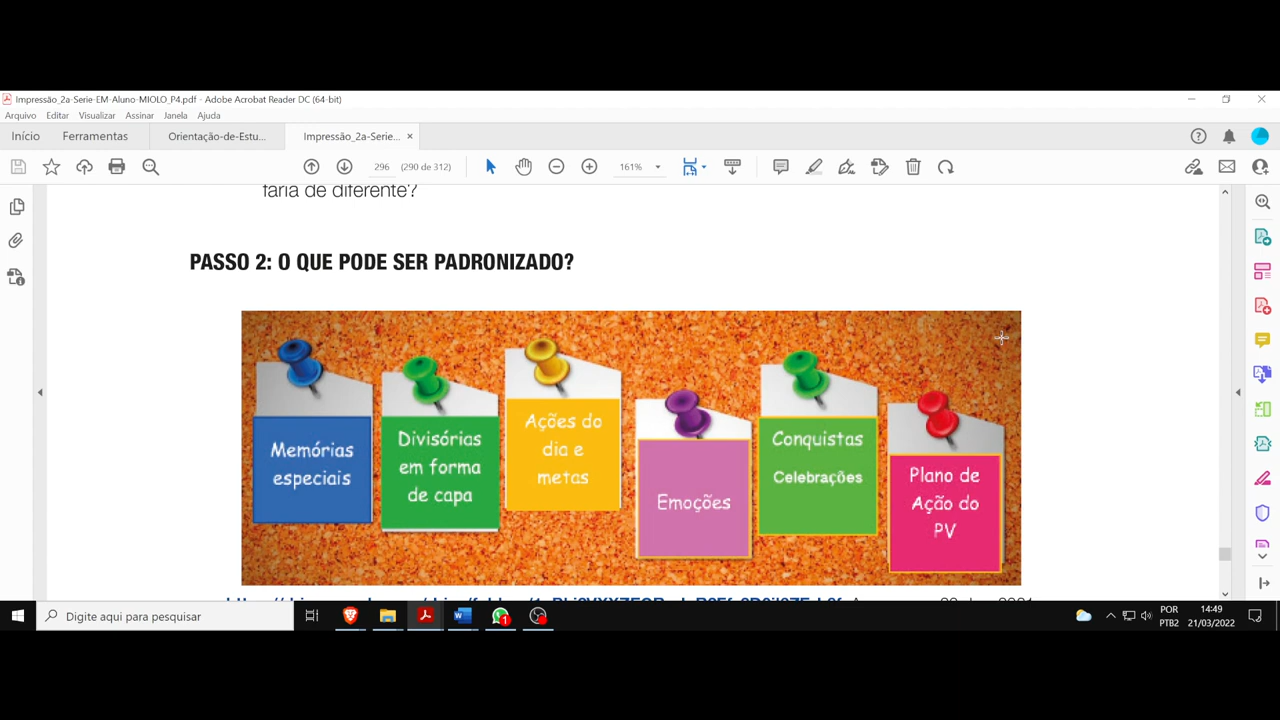 Impressão_2a-Serie-EM-Aluno-MIOLO_P4.pdf - Adobe Acrobat Reader DC (64-bit)
Arquivo Editar Visualizar Assinar Janela Ajuda
Início Ferramentas Orientação-de-Estu... Impressão_2a-Serie... ×
296 (290 de 312) 161%
faria de diferente?
PASSO 2: O QUE PODE SER PADRONIZADO?
Memórias
especiais
Divisórias
em forma
de capa
Ações do
dia e
metas
Emoções
Conquistas
Celebrações
Plano de
Ação do
PV
Digite aqui para pesquisar
1
POR
PTB2
14:49
21/03/2022